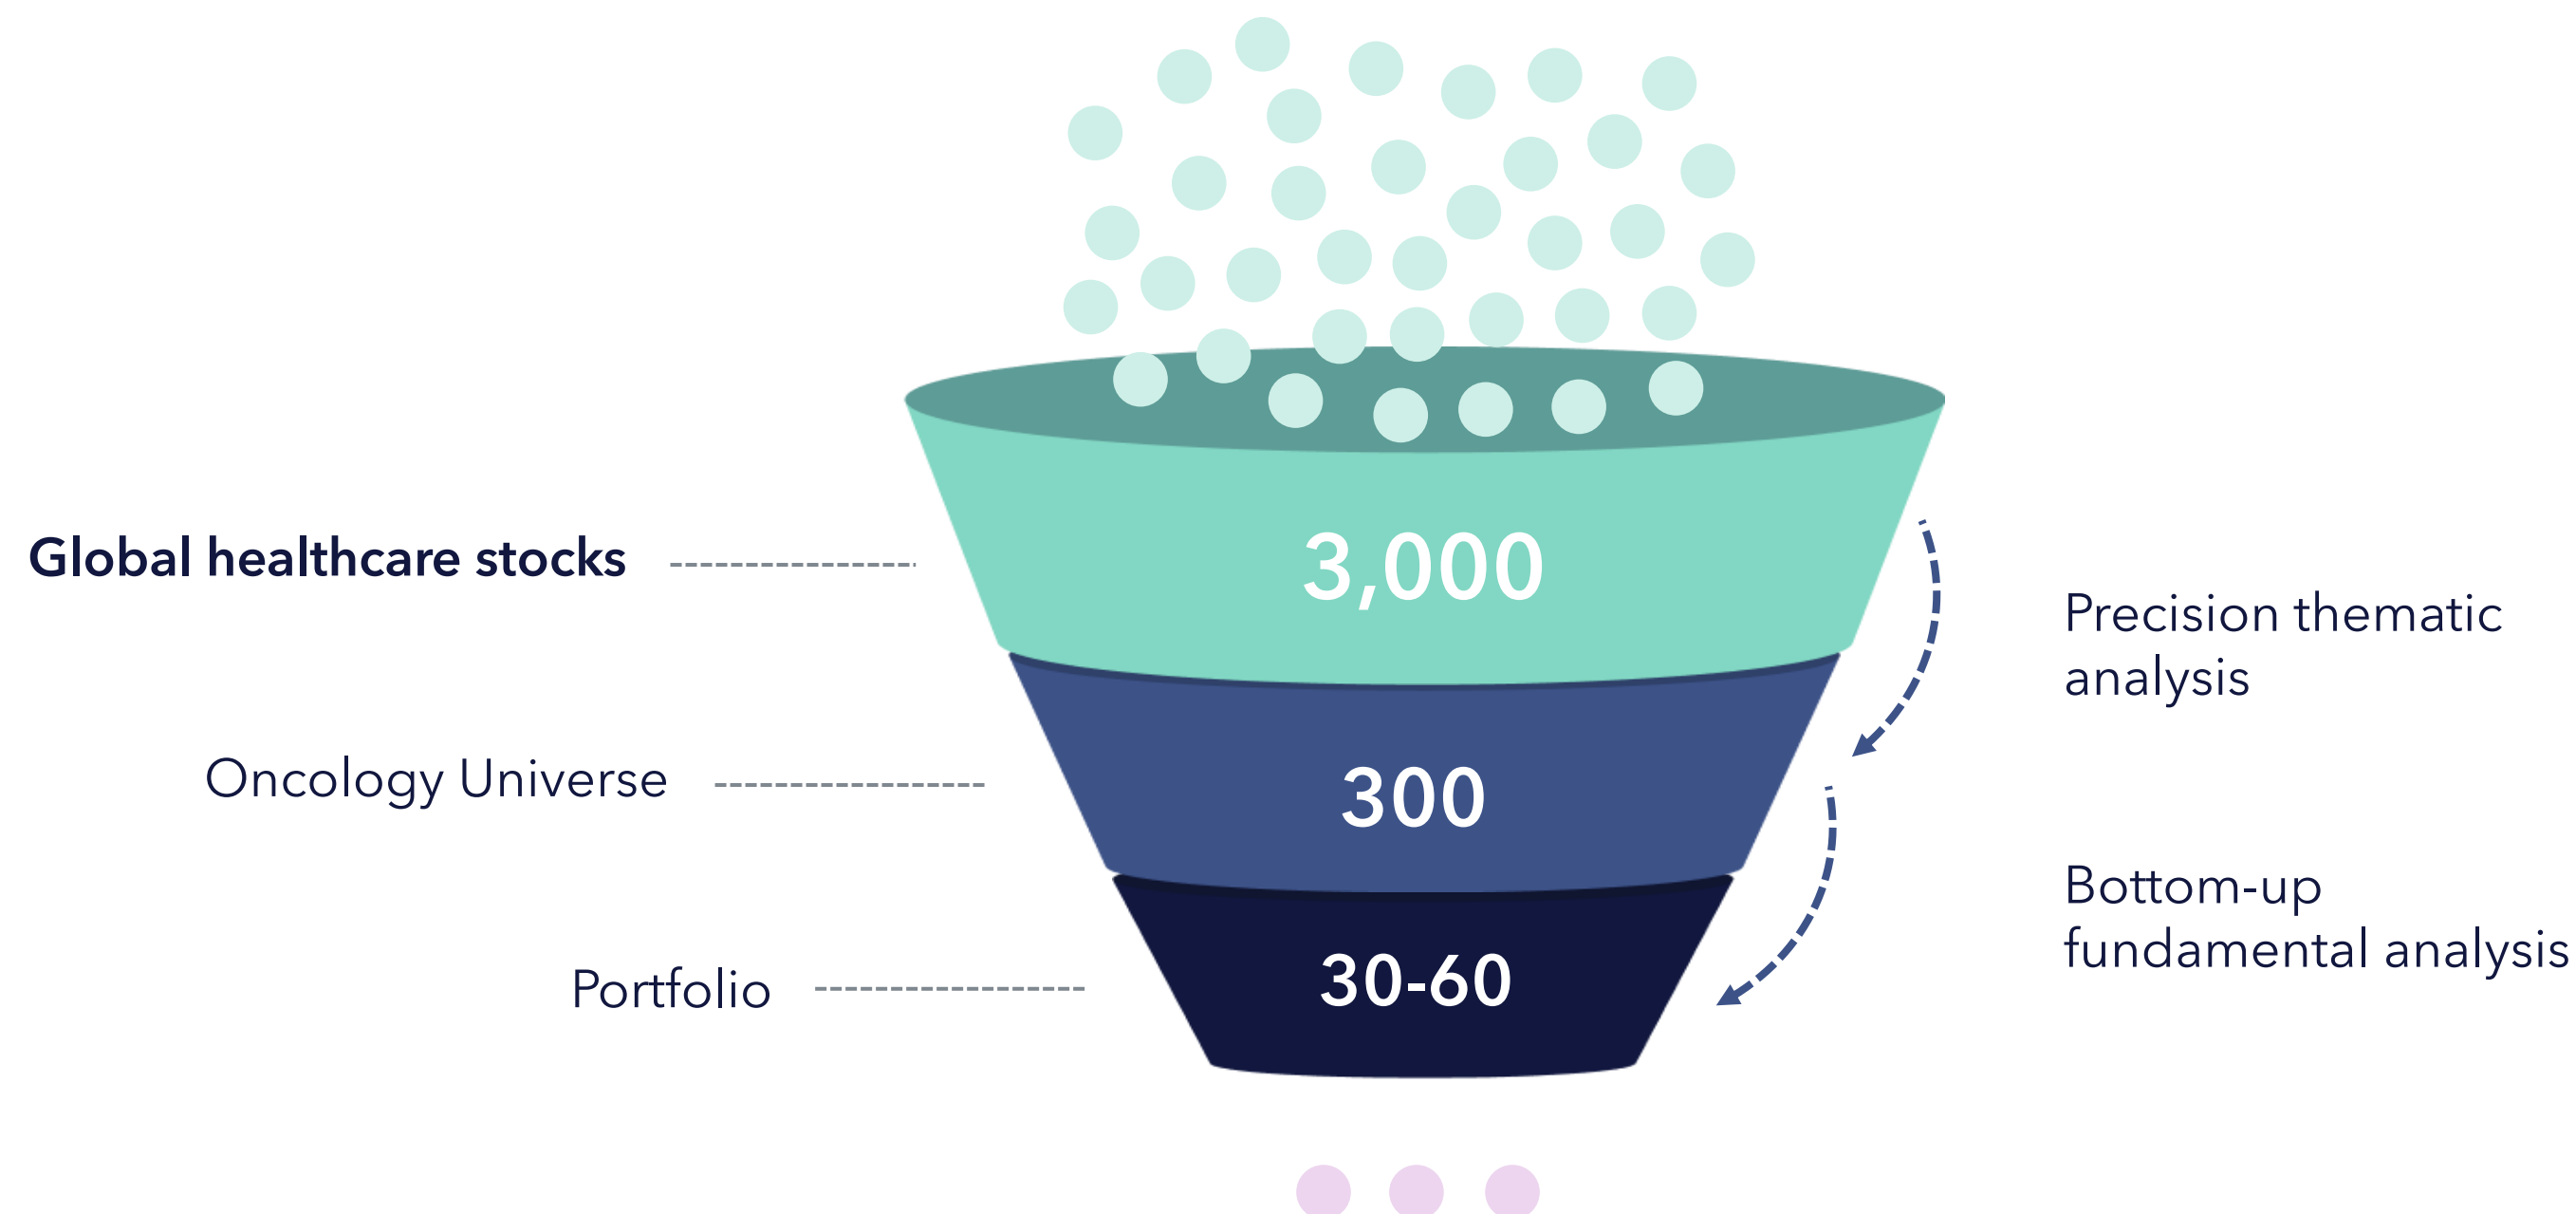 Global healthcare stocks
3,000
Precision thematic
analysis
Oncology Universe
300
Bottom-up
fundamental analysis
Portfolio
30-60